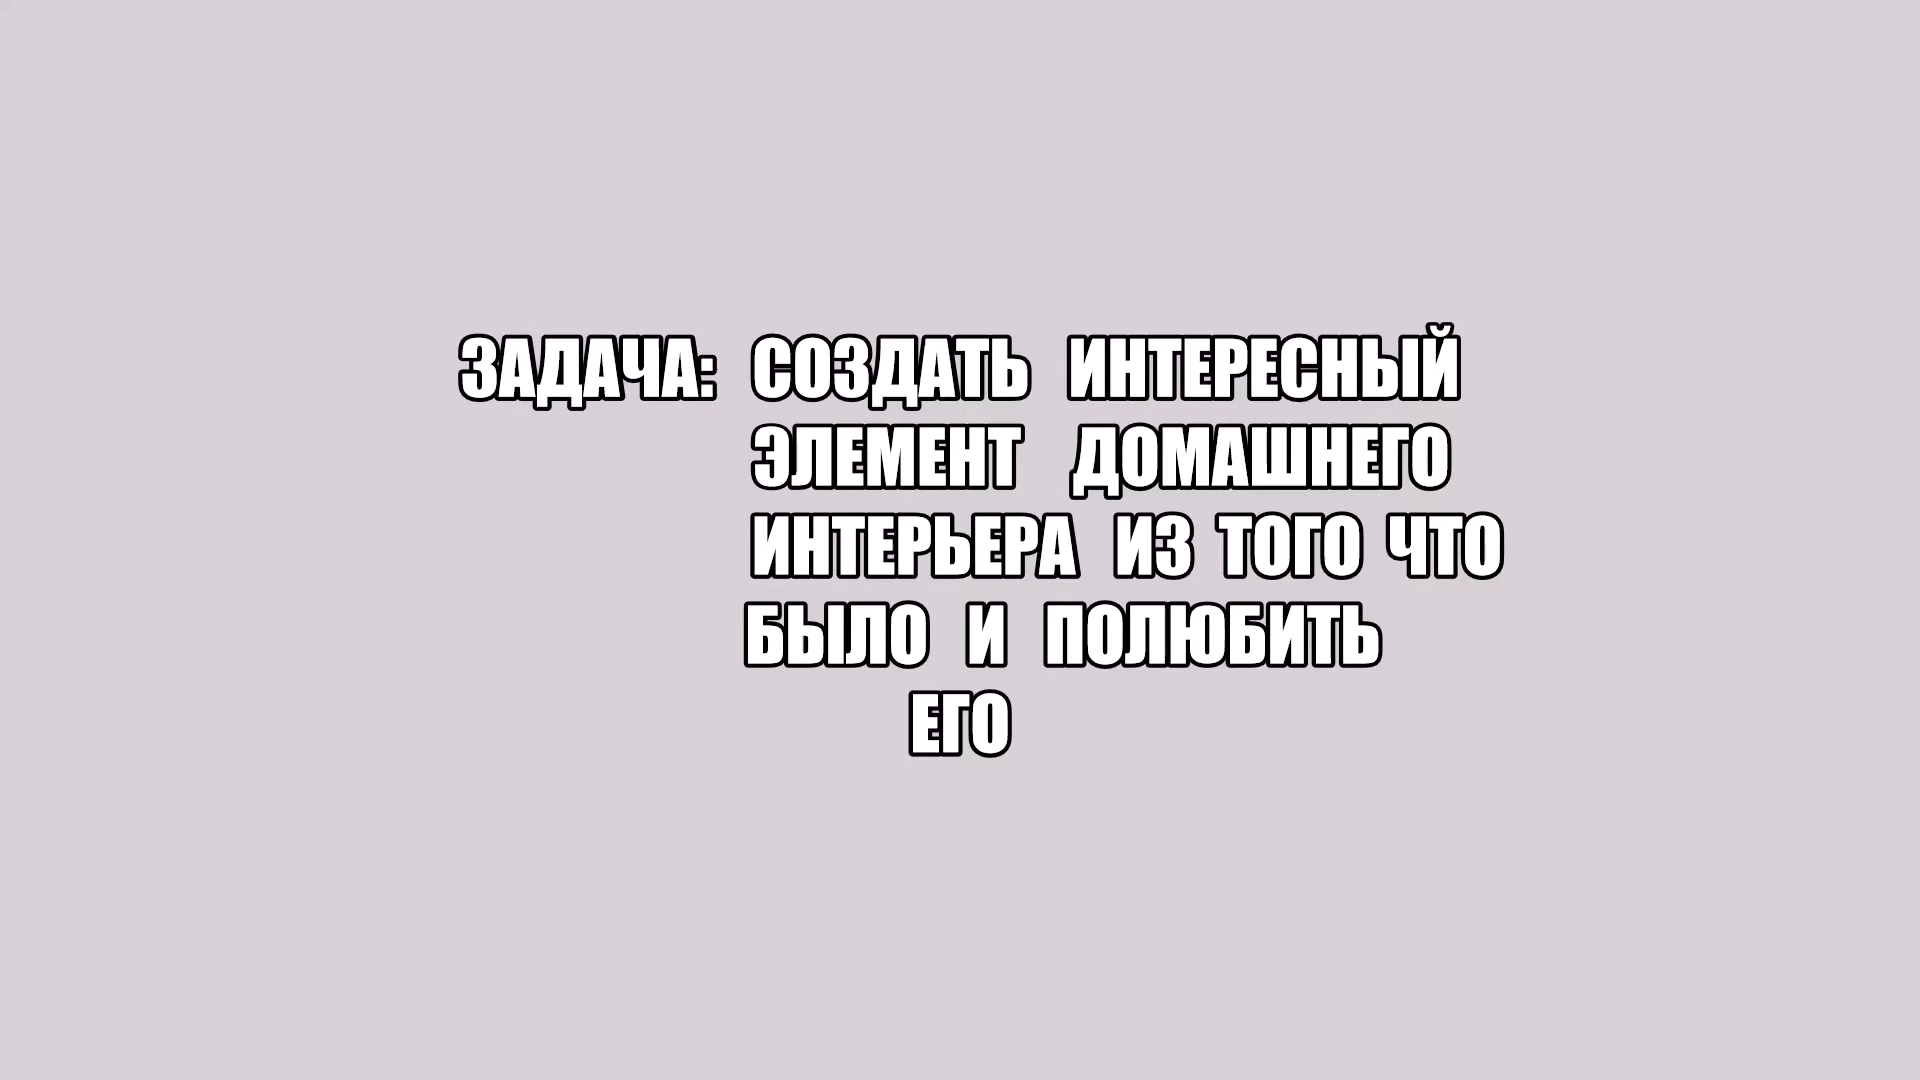 ЗАДАЧА: СОЗДАТЬ ИНТЕРЕСНЫЙ
ЭЛЕМЕНТ ДОМАШНЕГО
ИНТЕРЬЕРА ИЗ ТОГО ЧТО
БЫЛО И ПОЛЮБИТЬ
ЕГО